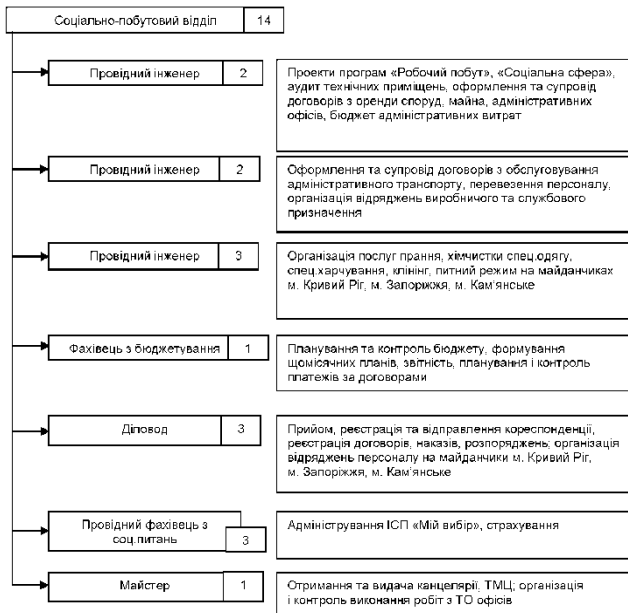 Соціально-побутовий відділ 14
Провідний інженер 2
Проекти програм «Робочий побут», «Соціальна сфера»,
аудит технічних приміщень, оформлення та супровід
договорів з оренди споруд, майна, адміністративних
офісів, бюджет адміністративних витрат
Провідний інженер 2
Оформлення та супровід договорів з обслуговування
адміністративного транспорту, перевезення персоналу,
організація відряджень виробничого та службового
призначення
Провідний інженер 3
Організація послуг прання, хімчистки спец.одягу,
спец.харчування, клінінг, питний режим на майданчиках
м. Кривий Ріг, м. Запоріжжя, м. Кам'янське
Фахівець з бюджетування 1
Планування та контроль бюджету, формування
щомісячних планів, звітність, планування і контроль
платежів за договорами
Діловод 3
Прийом, реєстрація та відправлення кореспонденції,
реєстрація договорів, наказів, розпоряджень; організація
відряджень персоналу на майданчики м. Кривий Ріг,
м. Запоріжжя, м. Кам'янське
Провідний фахівець з
соц.питань 3
Адміністрування ІСП «Мій вибір», страхування
Майстер 1
Отримання та видача канцелярії, ТМЦ; організація
і контроль виконання робіт з ТО офісів